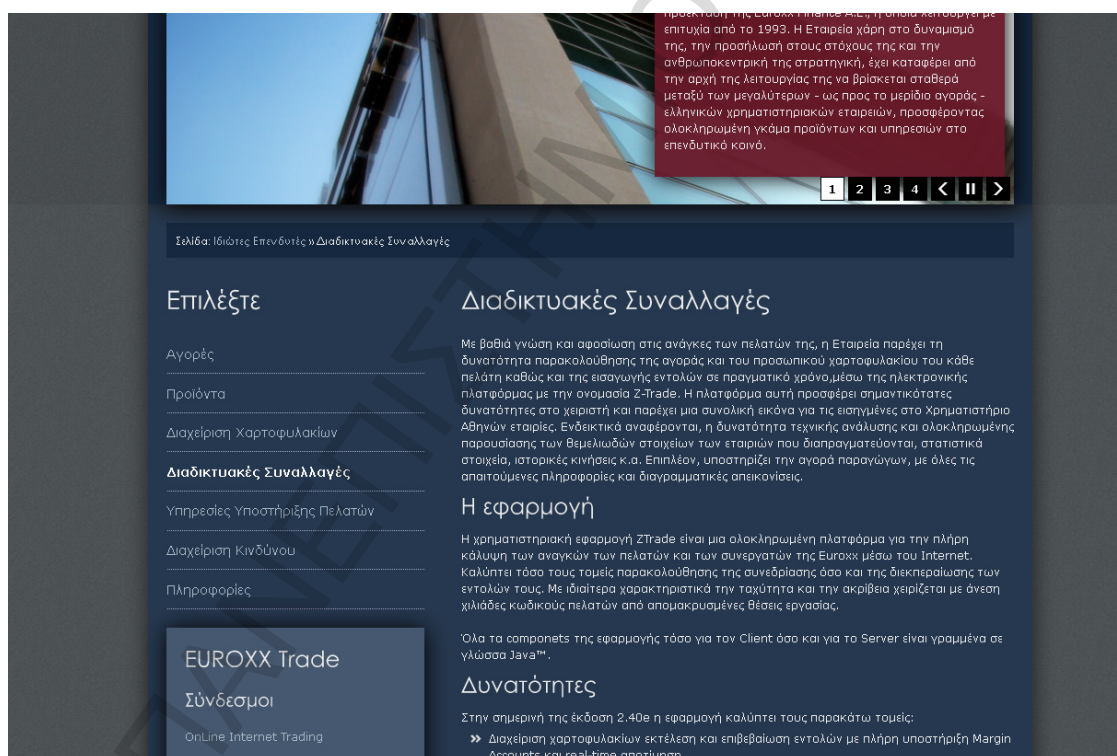 προέκταση της Euroxx Finance Α.Ε., η οποία λειτουργεί με
επιτυχία από το 1993. Η Εταιρεία χάρη στο δυναμισμό
της, την προσήλωσή στους στόχους της και την
ανθρωποκεντρική της στρατηγική, έχει καταφέρει από
την αρχή της λειτουργίας της να βρίσκεται σταθερά
μεταξύ των μεγαλύτερων - ως προς το μερίδιο αγοράς -
ελληνικών χρηματιστηριακών εταιρειών, προσφέροντας
ολοκληρωμένη γκάμα προϊόντων και υπηρεσιών στο
επενδυτικό κοινό.
1 2 3 4
Σελίδα: Ιδιώτες Επενδυτές » Διαδικτυακές Συναλλαγές
Επιλέξτε
Αγορές
Προϊόντα
Διαχείριση Χαρτοφυλακίων
Διαδικτυακές Συναλλαγές
Υπηρεσίες Υποστήριξης Πελατών
Διαχείριση Κινδύνου
Πληροφορίες
EUROXX Trade
Σύνδεσμοι
OnLine Internet Trading
Διαδικτυακές Συναλλαγές
Με βαθιά γνώση και αφοσίωση στις ανάγκες των πελατών της, η Εταιρεία παρέχει τη
δυνατότητα παρακολούθησης της αγοράς και του προσωπικού χαρτοφυλακίου του κάθε
πελάτη καθώς και της εισαγωγής εντολών σε πραγματικό χρόνο,μέσω της ηλεκτρονικής
πλατφόρμας με την ονομασία Z-Trade. Η πλατφόρμα αυτή προσφέρει σημαντικότατες
δυνατότητες στο χειριστή και παρέχει μια συνολική εικόνα για τις εισηγμένες στο Χρηματιστήριο
Αθηνών εταιρίες. Ενδεικτικά αναφέρονται, η δυνατότητα τεχνικής ανάλυσης και ολοκληρωμένης
παρουσίασης των θεμελιωδών στοιχείων των εταιριών που διαπραγματεύονται, στατιστικά
στοιχεία, ιστορικές κινήσεις κ.α. Επιπλέον, υποστηρίζει την αγορά παραγώγων, με όλες τις
απαιτούμενες πληροφορίες και διαγραμματικές απεικονίσεις.
Η εφαρμογή
Η χρηματιστηριακή εφαρμογή ZTrade είναι μια ολοκληρωμένη πλατφόρμα για την πλήρη
κάλυψη των αναγκών των πελατών και των συνεργατών της Euroxx μέσω του Internet.
Καλύπτει τόσο τους τομείς παρακολούθησης της συνεδρίασης όσο και της διεκπεραίωσης των
εντολών τους. Με ιδιαίτερα χαρακτηριστικά την ταχύτητα και την ακρίβεια χειρίζεται με άνεση
χιλιάδες κωδικούς πελατών από απομακρυσμένες θέσεις εργασίας.
Όλα τα componets της εφαρμογής τόσο για τον Client όσο και για το Server είναι γραμμένα σε
γλώσσα Java™.
Δυνατότητες
Στην σημερινή της έκδοση 2.40e η εφαρμογή καλύπτει τους παρακάτω τομείς:
» Διαχείριση χαρτοφυλακίων εκτέλεση και επιβεβαίωση εντολών με πλήρη υποστήριξη Margin
Accounts και real-time αποτίμηση